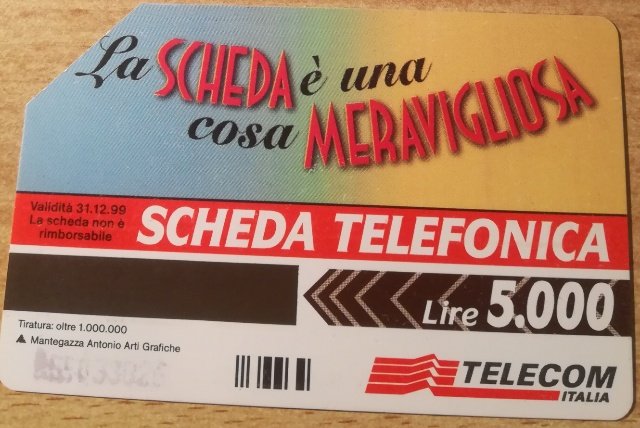 La SCHEDA è una
cosa MERAVIGLIOSA
Validità 31.12.99
La scheda non è
rimborsabile
SCHEDA TELEFONICA
Lire 5.000
Tiratura: oltre 1.000.000
Mantegazza Antonio Arti Grafiche
TELECOM
ITALIA